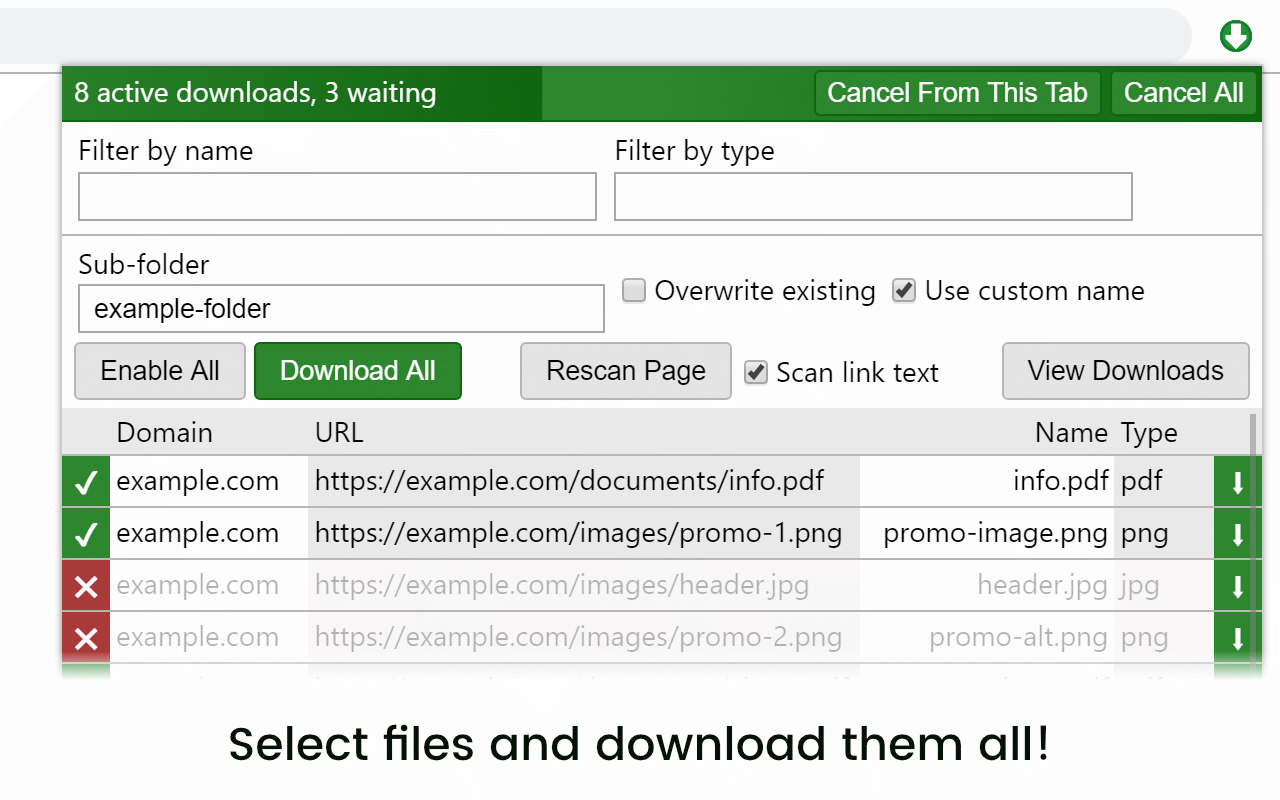 8 active downloads, 3 waiting Cancel From This Tab Cancel All
Filter by name Filter by type
Sub-folder
example-folder Overwrite existing Use custom name
Enable All Download All Rescan Page Scan link text View Downloads
Domain URL Name Type
example.com https://example.com/documents/info.pdf info.pdf pdf
example.com https://example.com/images/promo-1.png promo-image.png png
example.com https://example.com/images/header.jpg header.jpg jpg
example.com https://example.com/images/promo-2.png promo-alt.png png
Select files and download them all!